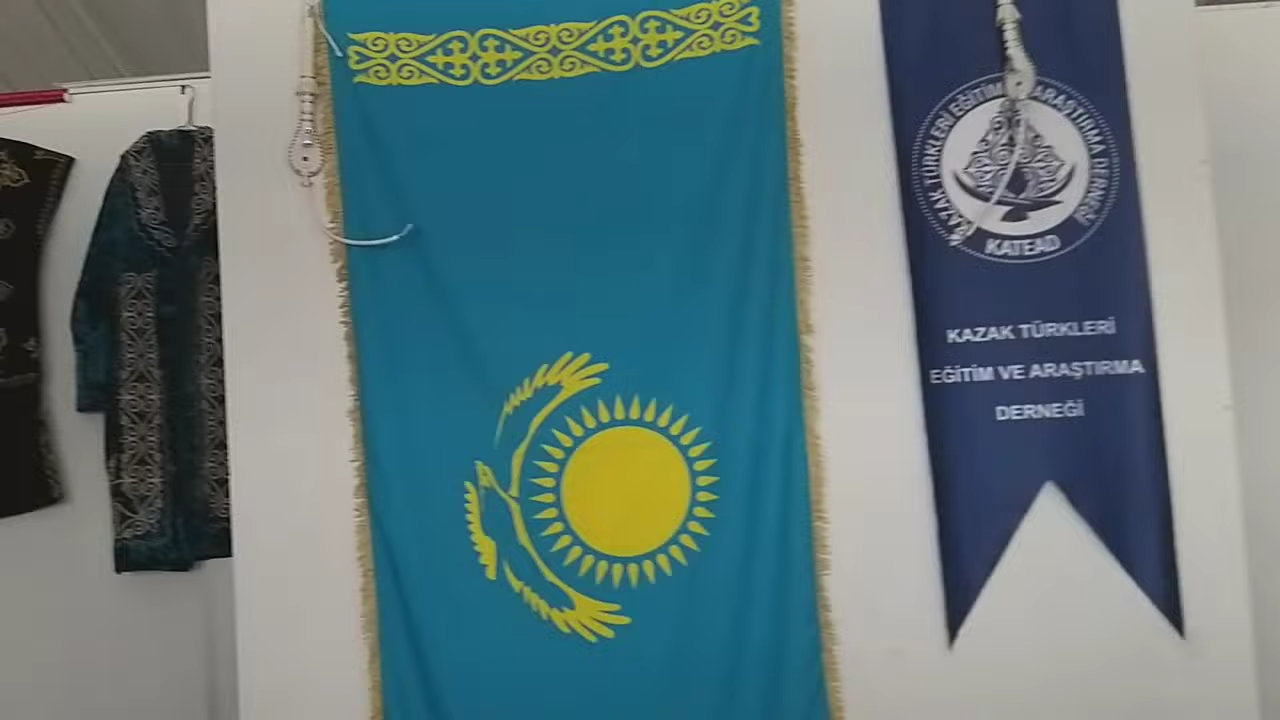 KAZAK TÜRKLERİ EĞİTİM VE ARAŞTIRMA DERNEĞİ
KATEAD
KAZAK TÜRKLERİ
EĞİTİM VE ARAŞTIRMA
DERNEĞİ